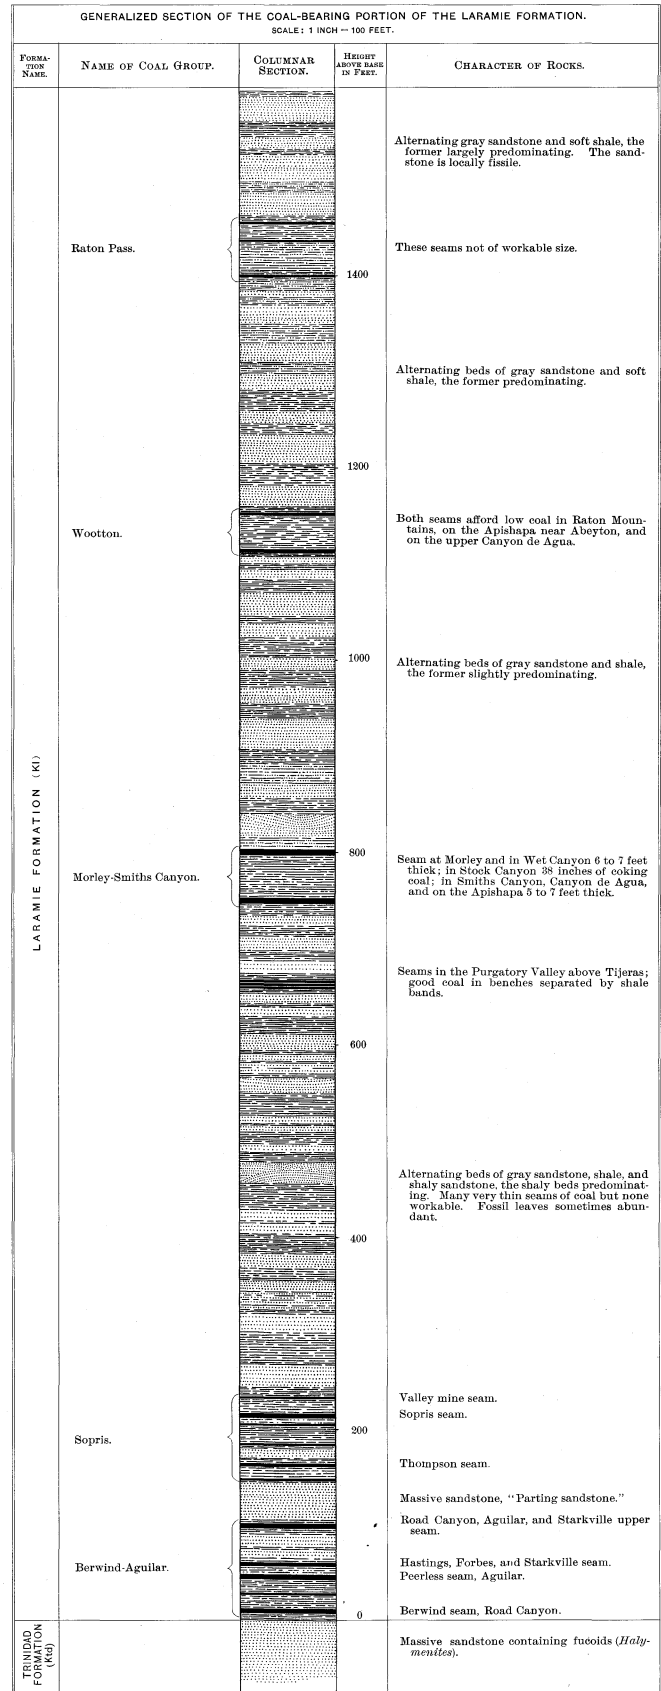 GENERALIZED SECTION OF THE COAL-BEARING PORTION OF THE LARAMIE FORMATION.
SCALE: 1 INCH — 100 FEET.
FORMA-
TION
NAME.
NAME OF COAL GROUP.
COLUMNAR
SECTION.
HEIGHT
ABOVE BASE
IN FEET.
CHARACTER OF ROCKS.
Alternating gray sandstone and soft shale, the
former largely predominating. The sand-
stone is locally fissile.
Raton Pass.
These seams not of workable size.
1400
Alternating beds of gray sandstone and soft
shale, the former predominating.
1200
Wootton.
Both seams afford low coal in Raton Moun-
tains, on the Apishapa near Abeyton, and
on the upper Canyon de Agua.
1000
Alternating beds of gray sandstone and shale,
the former slightly predominating.
LARAMIE FORMATION (Kl)
800
Morley-Smiths Canyon.
Seam at Morley and in Wet Canyon 6 to 7 feet
thick; in Stock Canyon 38 inches of coking
coal; in Smiths Canyon, Canyon de Agua,
and on the Apishapa 5 to 7 feet thick.
Seams in the Purgatory Valley above Tijeras;
good coal in benches separated by shale
bands.
600
Alternating beds of gray sandstone, shale, and
shaly sandstone, the shaly beds predominat-
ing. Many very thin seams of coal but none
workable. Fossil leaves sometimes abun-
dant.
400
Valley mine seam.
Sopris seam.
200
Sopris.
Thompson seam.
Massive sandstone, "Parting sandstone."
Road Canyon, Aguilar, and Starkville upper
seam.
Berwind-Aguilar.
Hastings, Forbes, and Starkville seam.
Peerless seam, Aguilar.
Berwind seam, Road Canyon.
0
TRINIDAD
FORMATION
(Ktd)
Massive sandstone containing fucoids (Haly-
menites).